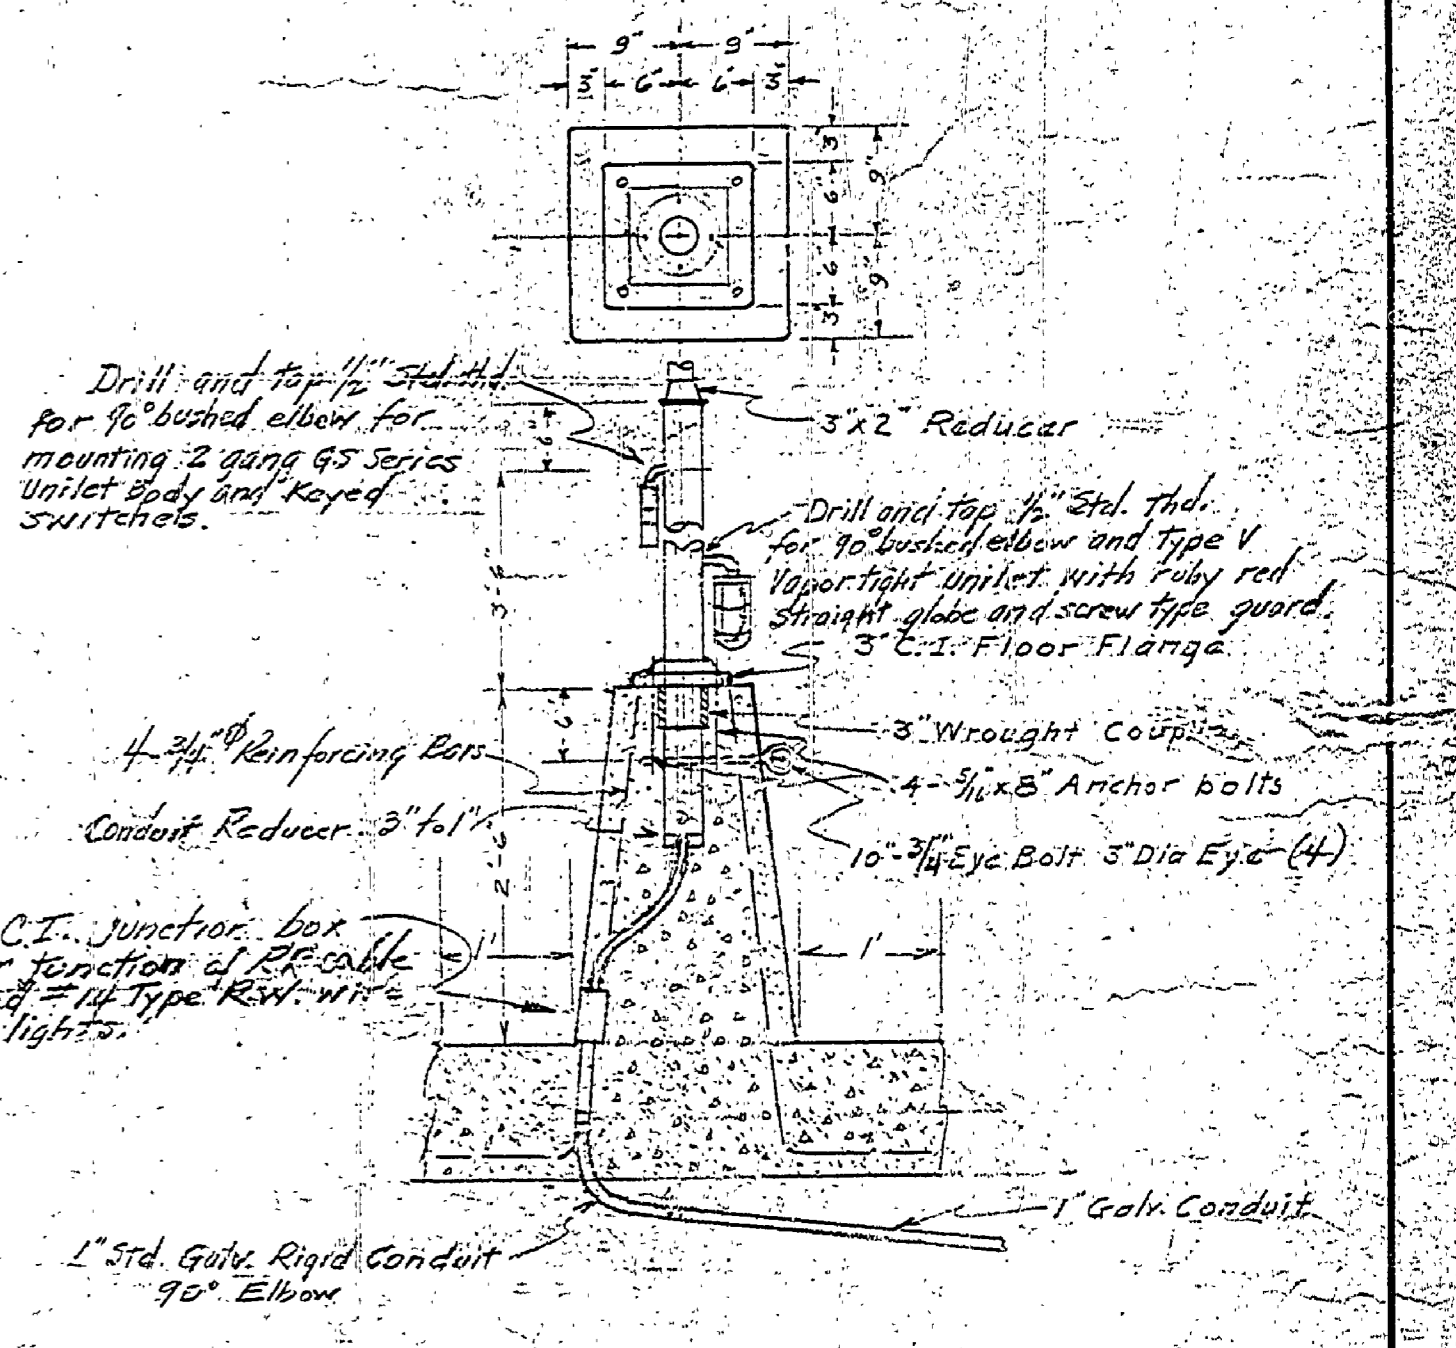 9" 9"
3" 6" 6" 3"
3"
6"
9"
6"
9"
3"
Drill and tap 1/2" Std. thd.
for 90° bushed elbow for
mounting 2 gang GS Series
Unilet Body and Keyed
switches.
6"
3"x2" Reducer
Drill and tap 1/2" Std. thd.
for 90° bushed elbow and Type V
Vaportight unilet with ruby red
straight globe and screw type guard.
3" C.I. Floor Flange
6"
3" Wrought
4-3/4"ϕ Reinforcing Bars
4-5/16"x8" Anchor bolts
Conduit Reducer 3" to 1"
10"-3/4" Eye Bolt 3" Dia Eye (4)
2'-6"
C.I. junction box
junction of RR cable
#14 Type R.W. wire
lights.
1'
1'
1" Galv. Conduit
1" Std. Galv. Rigid Conduit
90° Elbow